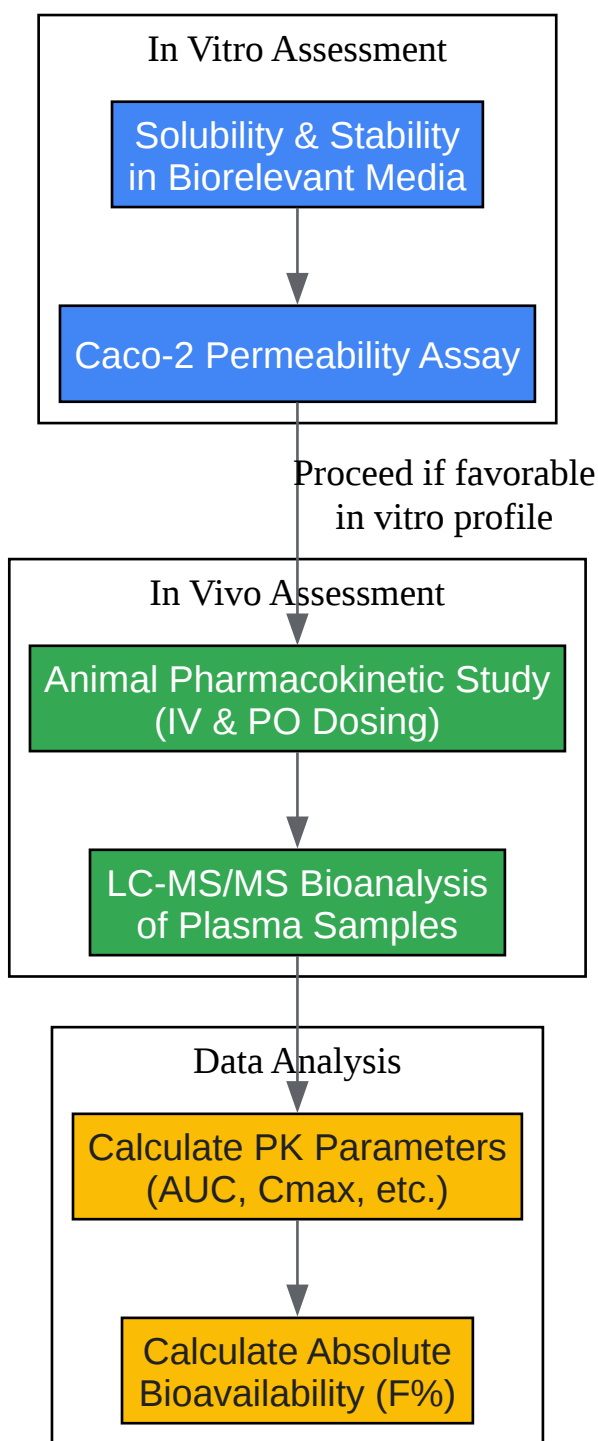 In Vitro Assessment
Solubility & Stability
in Biorelevant Media
Caco-2 Permeability Assay
Proceed if favorable
in vitro profile
In Vivo Assessment
Animal Pharmacokinetic Study
(IV & PO Dosing)
LC-MS/MS Bioanalysis
of Plasma Samples
Data Analysis
Calculate PK Parameters
(AUC, Cmax, etc.)
Calculate Absolute
Bioavailability (F%)